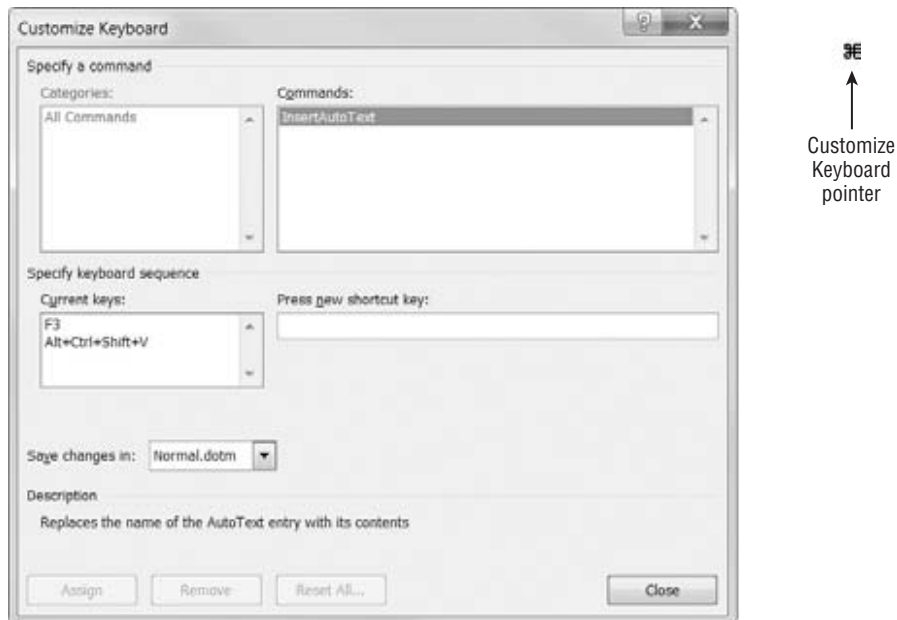 Customize Keyboard
Specify a command
Categories:
Commands:
All Commands
InsertAutoText
Specify keyboard sequence
Current keys:
Press new shortcut key:
F3
Alt+Ctrl+Shift+V
Save changes in:
Normal.dotm
Description
Replaces the name of the AutoText entry with its contents
Assign
Remove
Reset All...
Close
⌘
Customize
Keyboard
pointer